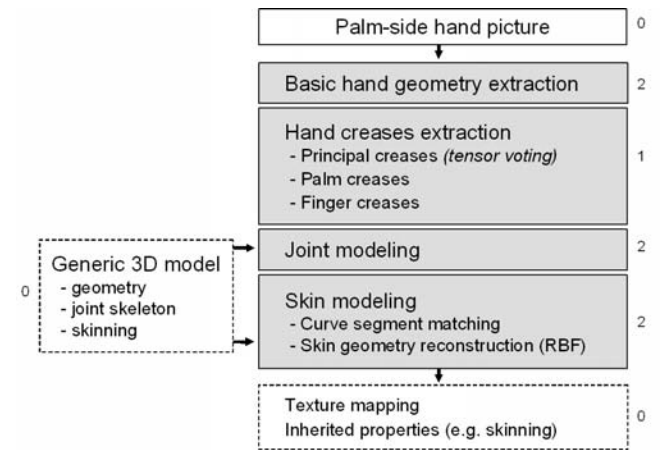 Palm-side hand picture
0
Basic hand geometry extraction
2
Hand creases extraction
- Principal creases (tensor voting)
- Palm creases
- Finger creases
1
Joint modeling
2
Generic 3D model
- geometry
- joint skeleton
- skinning
0
Skin modeling
- Curve segment matching
- Skin geometry reconstruction (RBF)
2
Texture mapping
Inherited properties (e.g. skinning)
0